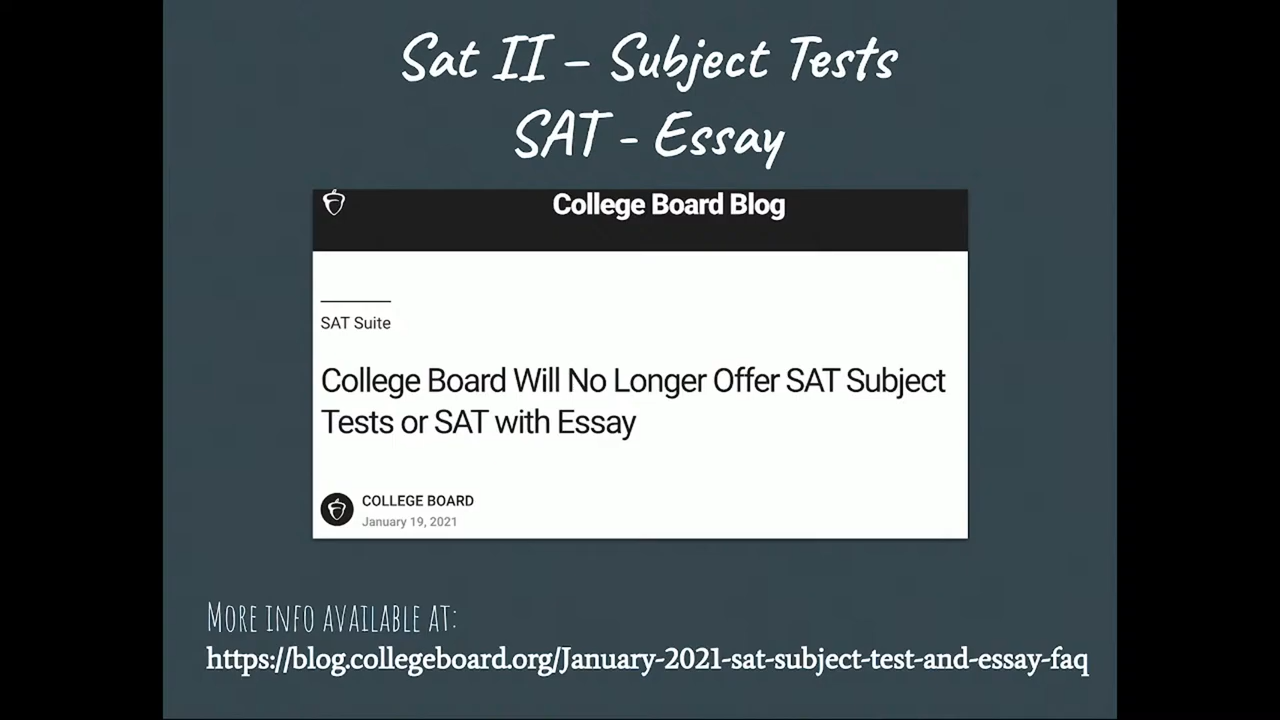 Sat II – Subject Tests
SAT - Essay
College Board Blog
SAT Suite
College Board Will No Longer Offer SAT Subject
Tests or SAT with Essay
COLLEGE BOARD
January 19, 2021
More info available at:
https://blog.collegeboard.org/January-2021-sat-subject-test-and-essay-faq